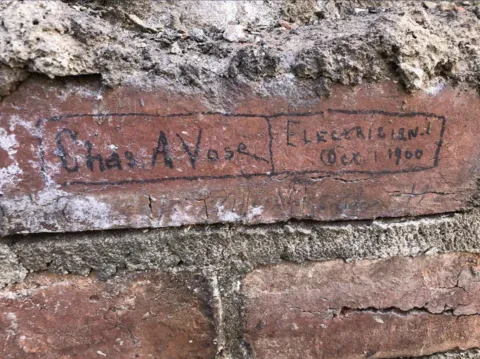 Chas A Vose
ELECTRICIAN.
Oct. 1 1900